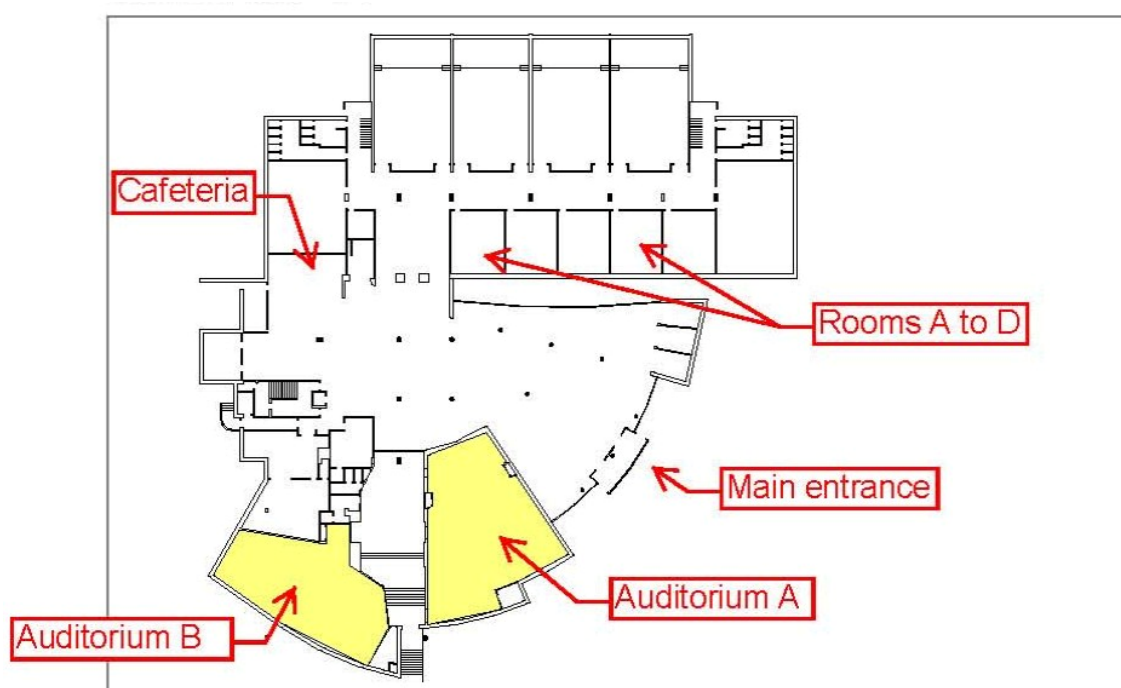 Cafeteria
Rooms A to D
Main entrance
Auditorium A
Auditorium B